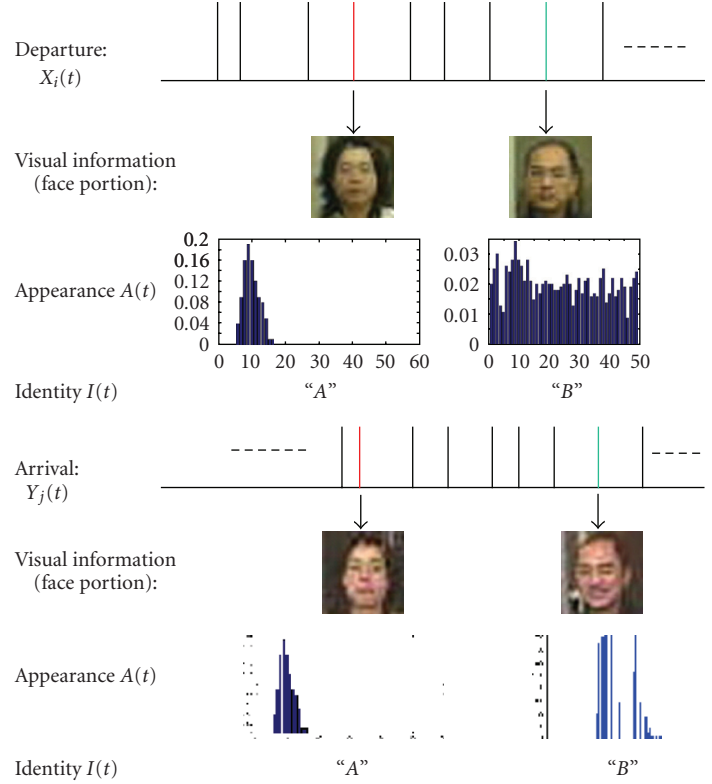 Departure:
X_i(t)
Visual information
(face portion):
0.2
0.16
0.12
0.08
0.04
0
0 10 20 30 40 50 60
0.03
0.02
0.01
0
0 10 20 30 40 50
Appearance A(t)
Identity I(t) “A” “B”
Arrival:
Y_j(t)
Visual information
(face portion):
Appearance A(t)
Identity I(t) “A” “B”